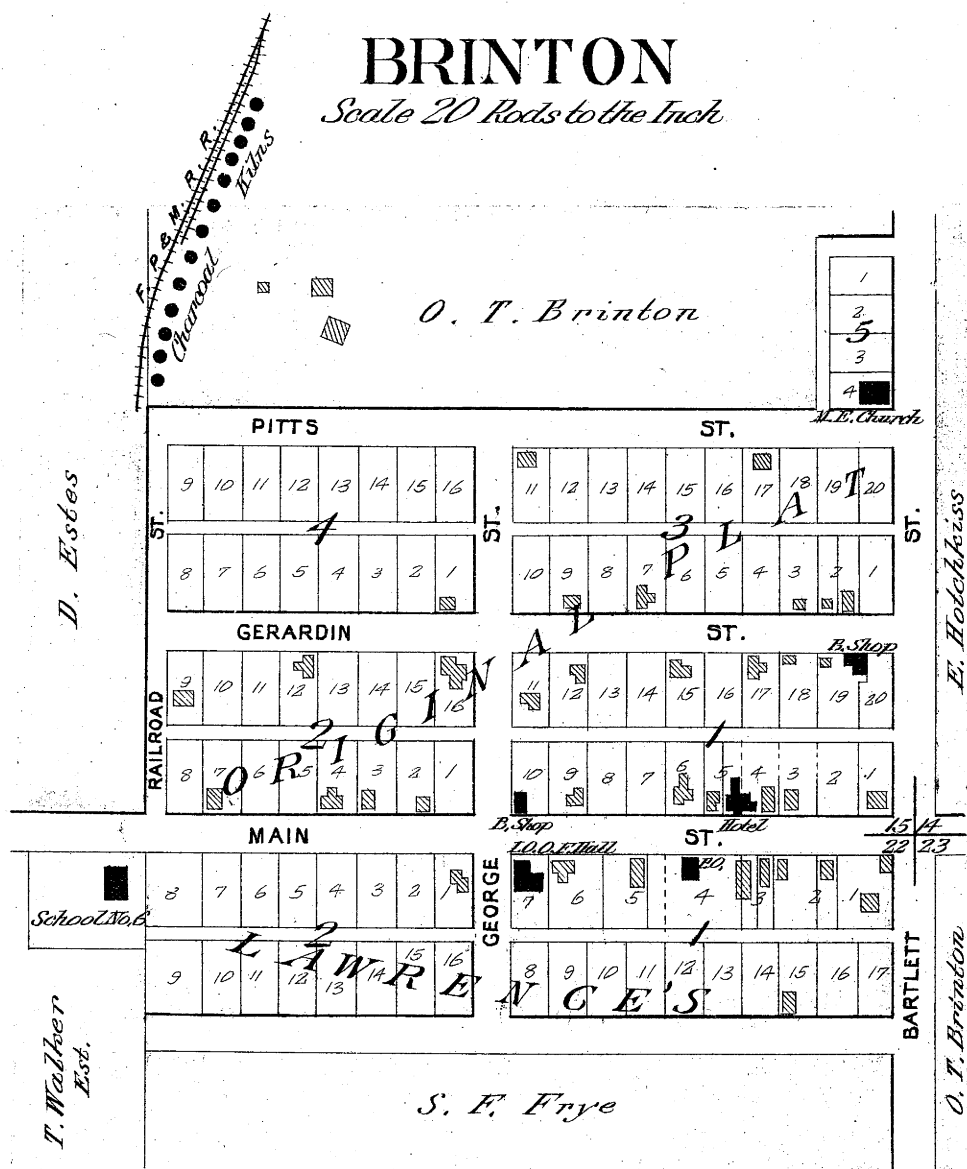 BRINTON
Scale 20 Rods to the Inch
F. P. & M. R. R.
Charcoal Kilns
O. T. Brinton
1
2
5
3
4
M. E. Church
PITTS ST.
D. Estes
E. Hotchkiss
RAILROAD ST.
GEORGE ST.
BARTLETT ST.
ORIGINAL PLAT
9 10 11 12 13 14 15 16
4
8 7 6 5 4 3 2 1
11 12 13 14 15 16 17 18 19 20
3
10 9 8 7 6 5 4 3 2 1
GERARDIN ST.
B. Shop
9 10 11 12 13 14 15 16
2
8 7 6 5 4 3 2 1
11 12 13 14 15 16 17 18 19 20
1
10 9 8 7 6 5 4 3 2 1
B. Shop
Hotel
MAIN ST.
15 14
22 23
I.O.O.F. Hall
P.O.
School No. 6
8 7 6 5 4 3 2 1
2
9 10 11 12 13 14 15 16
7 6 5 4 3 2 1
1
8 9 10 11 12 13 14 15 16 17
LAWRENCE'S
T. Walker Est.
O. T. Brinton
S. F. Frye